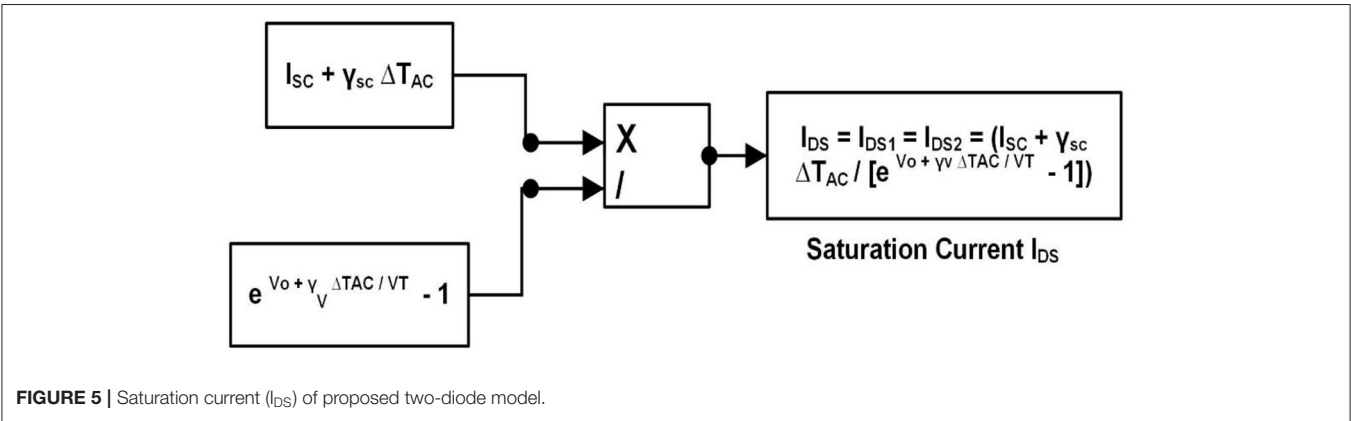 I_SC + γ_sc ΔT_AC
X
/
e^Vo + γ_V ΔTAC / VT - 1
I_DS = I_DS1 = I_DS2 = (I_SC + γ_sc
ΔT_AC / [e^Vo + γv ΔTAC / VT - 1])
Saturation Current I_DS
FIGURE 5 | Saturation current (I_DS) of proposed two-diode model.